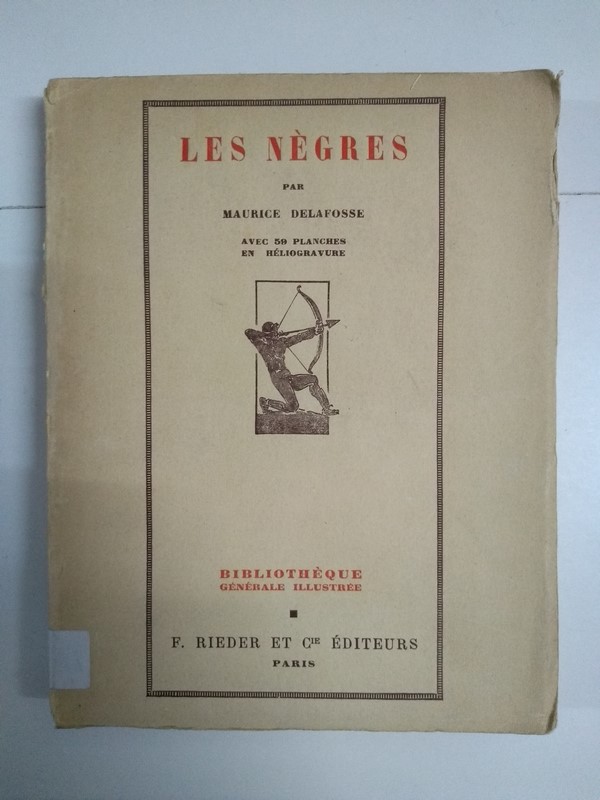 LES NÈGRES
PAR
MAURICE DELAFOSSE
AVEC 59 PLANCHES
EN HÉLIOGRAVURE
BIBLIOTHÈQUE
GÉNÉRALE ILLUSTRÉE
F. RIEDER ET CIE ÉDITEURS
PARIS